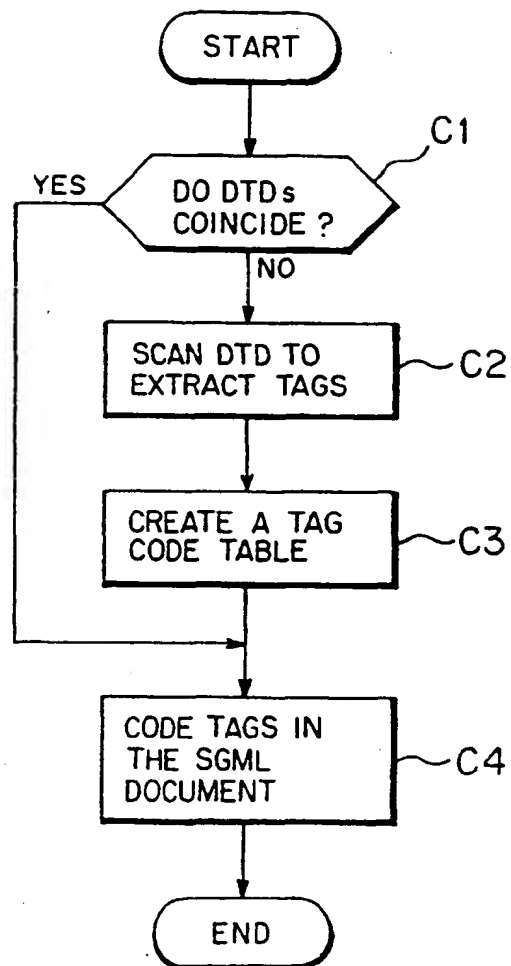 START
C1
YES
DO DTDs
COINCIDE ?
NO
SCAN DTD TO
EXTRACT TAGS
C2
CREATE A TAG
CODE TABLE
C3
CODE TAGS IN
THE SGML
DOCUMENT
C4
END